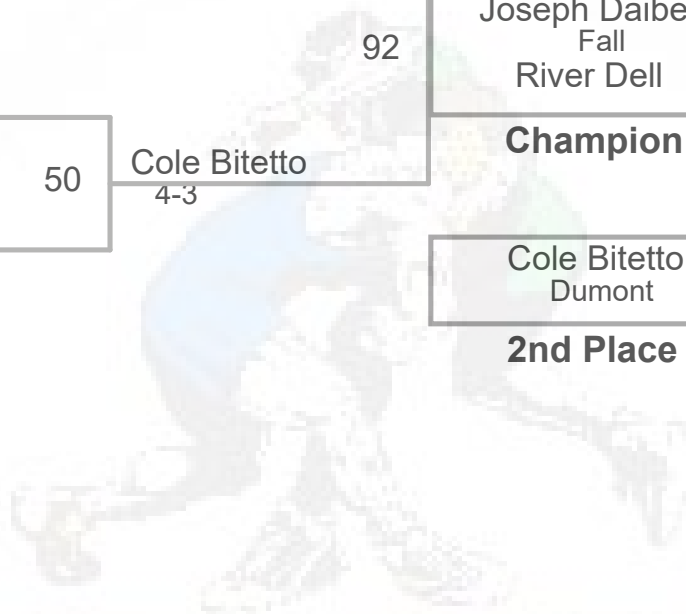 Joseph Daibe
92
Fall
River Dell
Champion
50
Cole Bitetto
4-3
Cole Bitetto
Dumont
2nd Place